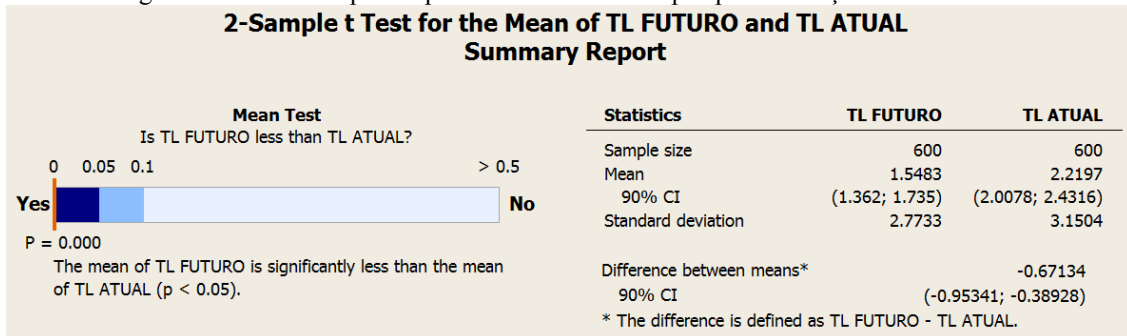 2-Sample t Test for the Mean of TL FUTURO and TL ATUAL
Summary Report
Mean Test
Is TL FUTURO less than TL ATUAL?
0 0.05 0.1 > 0.5
Yes No
P = 0.000
The mean of TL FUTURO is significantly less than the mean
of TL ATUAL (p < 0.05).
Statistics TL FUTURO TL ATUAL
Sample size 600 600
Mean 1.5483 2.2197
90% CI (1.362; 1.735) (2.0078; 2.4316)
Standard deviation 2.7733 3.1504
Difference between means* -0.67134
90% CI (-0.95341; -0.38928)
* The difference is defined as TL FUTURO - TL ATUAL.